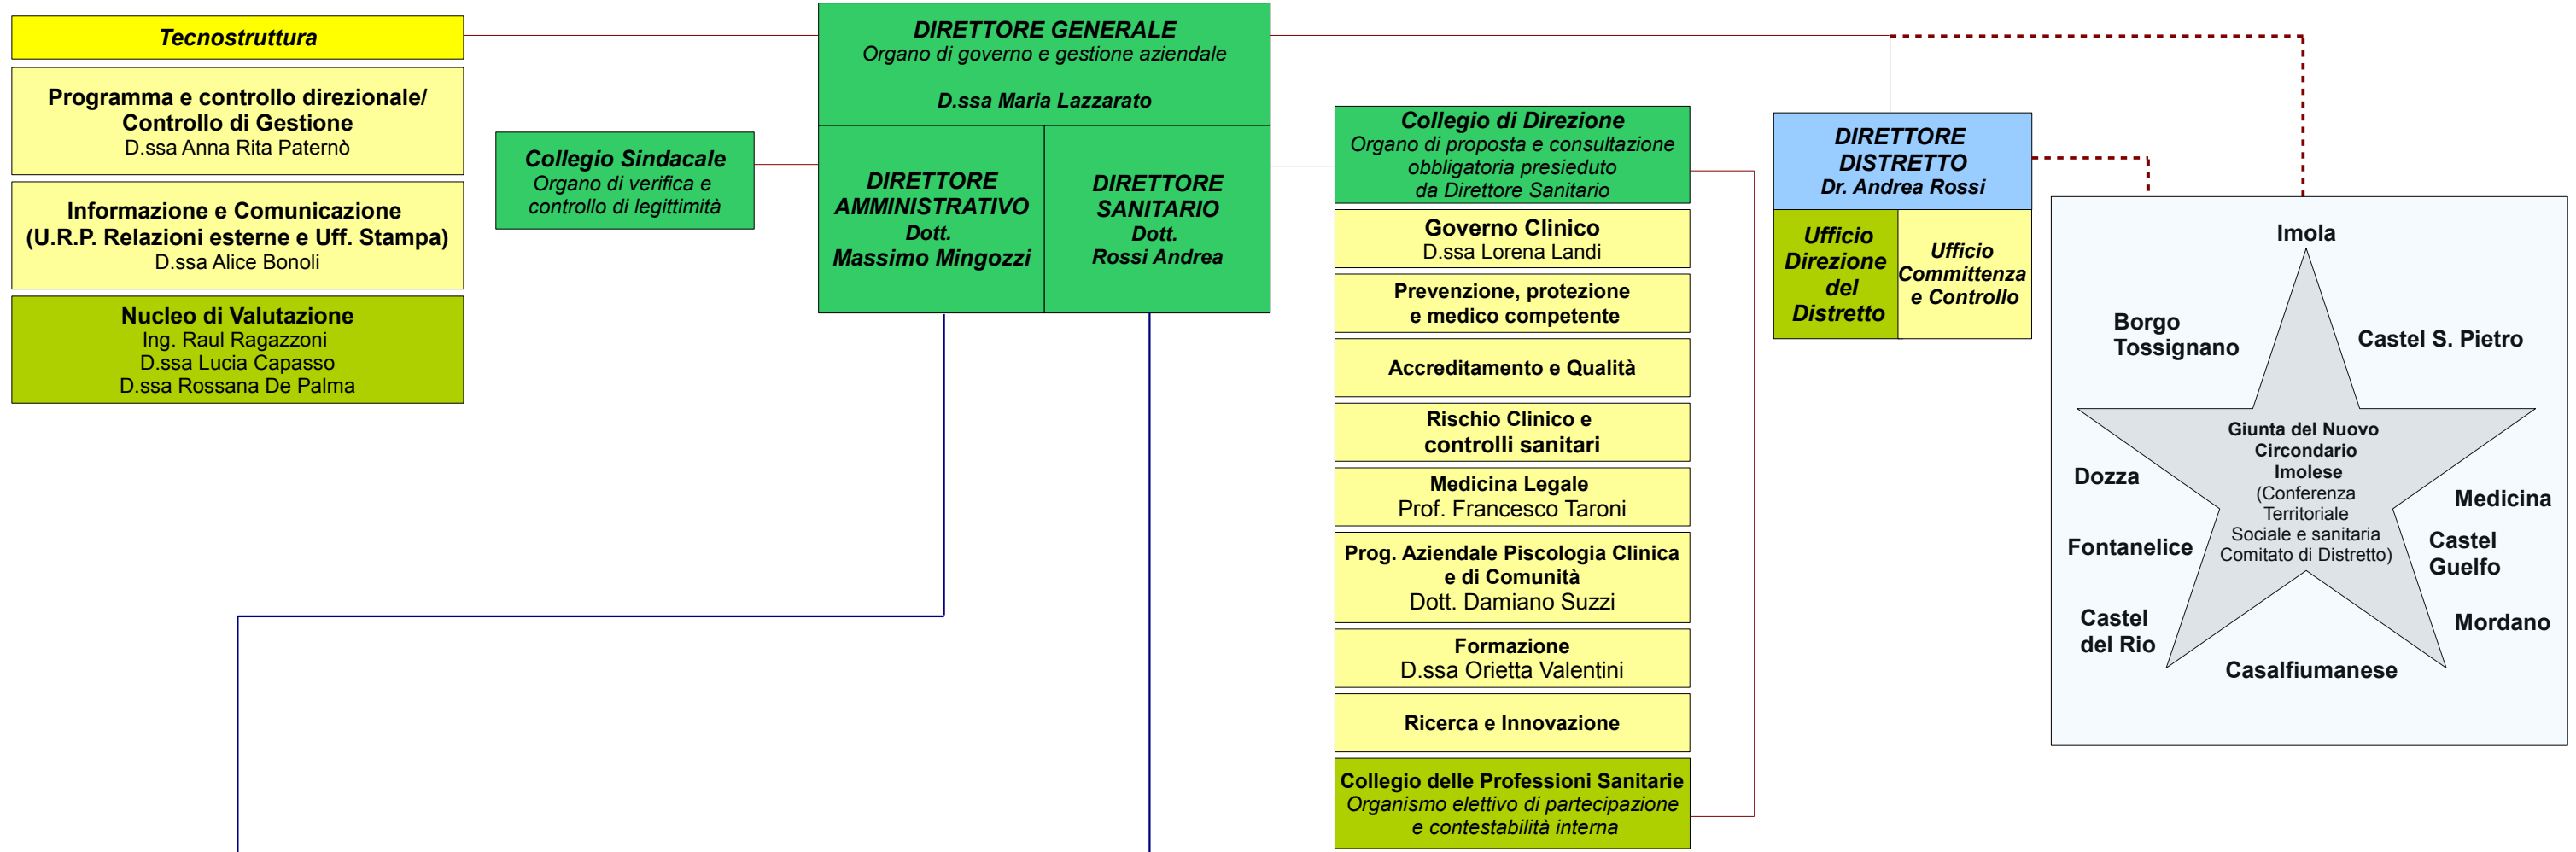 Tecnostruttura
Programma e controllo direzionale/
Controllo di Gestione
D.ssa Anna Rita Paternò
Informazione e Comunicazione
(U.R.P. Relazioni esterne e Uff. Stampa)
D.ssa Alice Bonoli
Nucleo di Valutazione
Ing. Raul Ragazzoni
D.ssa Lucia Capasso
D.ssa Rossana De Palma
Collegio Sindacale
Organo di verifica e
controllo di legittimità
DIRETTORE GENERALE
Organo di governo e gestione aziendale
D.ssa Maria Lazzarato
DIRETTORE
AMMINISTRATIVO
Dott.
Massimo Mingozzi
DIRETTORE
SANITARIO
Dott.
Rossi Andrea
Collegio di Direzione
Organo di proposta e consultazione
obbligatoria presieduto
da Direttore Sanitario
Governo Clinico
D.ssa Lorena Landi
Prevenzione, protezione
e medico competente
Accreditamento e Qualità
Rischio Clinico e
controlli sanitari
Medicina Legale
Prof. Francesco Taroni
Prog. Aziendale Piscologia Clinica
e di Comunità
Dott. Damiano Suzzi
Formazione
D.ssa Orietta Valentini
Ricerca e Innovazione
Collegio delle Professioni Sanitarie
Organismo elettivo di partecipazione
e contestabilità interna
DIRETTORE
DISTRETTO
Dr. Andrea Rossi
Ufficio
Direzione
del
Distretto
Ufficio
Committenza
e Controllo
Imola
Borgo
Tossignano
Castel S. Pietro
Giunta del Nuovo
Circondario
Imolese
(Conferenza
Territoriale
Sociale e sanitaria
Comitato di Distretto)
Dozza
Medicina
Fontanelice
Castel
Guelfo
Castel
del Rio
Mordano
Casalfiumanese